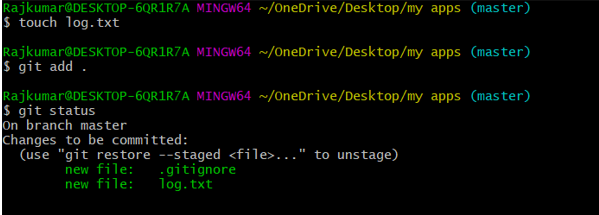 Rajkumar@DESKTOP-6QR1R7A MINGW64 ~/OneDrive/Desktop/my apps (master)
$ touch log.txt
Rajkumar@DESKTOP-6QR1R7A MINGW64 ~/OneDrive/Desktop/my apps (master)
$ git add .
Rajkumar@DESKTOP-6QR1R7A MINGW64 ~/OneDrive/Desktop/my apps (master)
$ git status
On branch master
Changes to be committed:
  (use "git restore --staged <file>..." to unstage)
        new file:   .gitignore
        new file:   log.txt